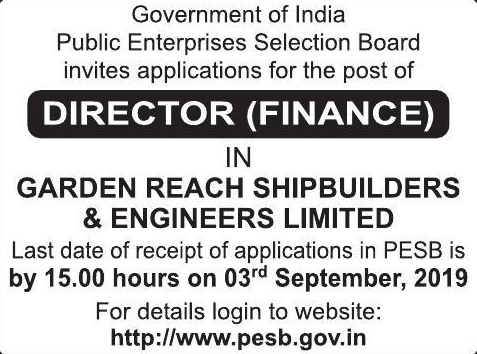 Government of India
Public Enterprises Selection Board
invites applications for the post of
DIRECTOR (FINANCE)
IN
GARDEN REACH SHIPBUILDERS
& ENGINEERS LIMITED
Last date of receipt of applications in PESB is
by 15.00 hours on 03rd September, 2019
For details login to website:
http://www.pesb.gov.in